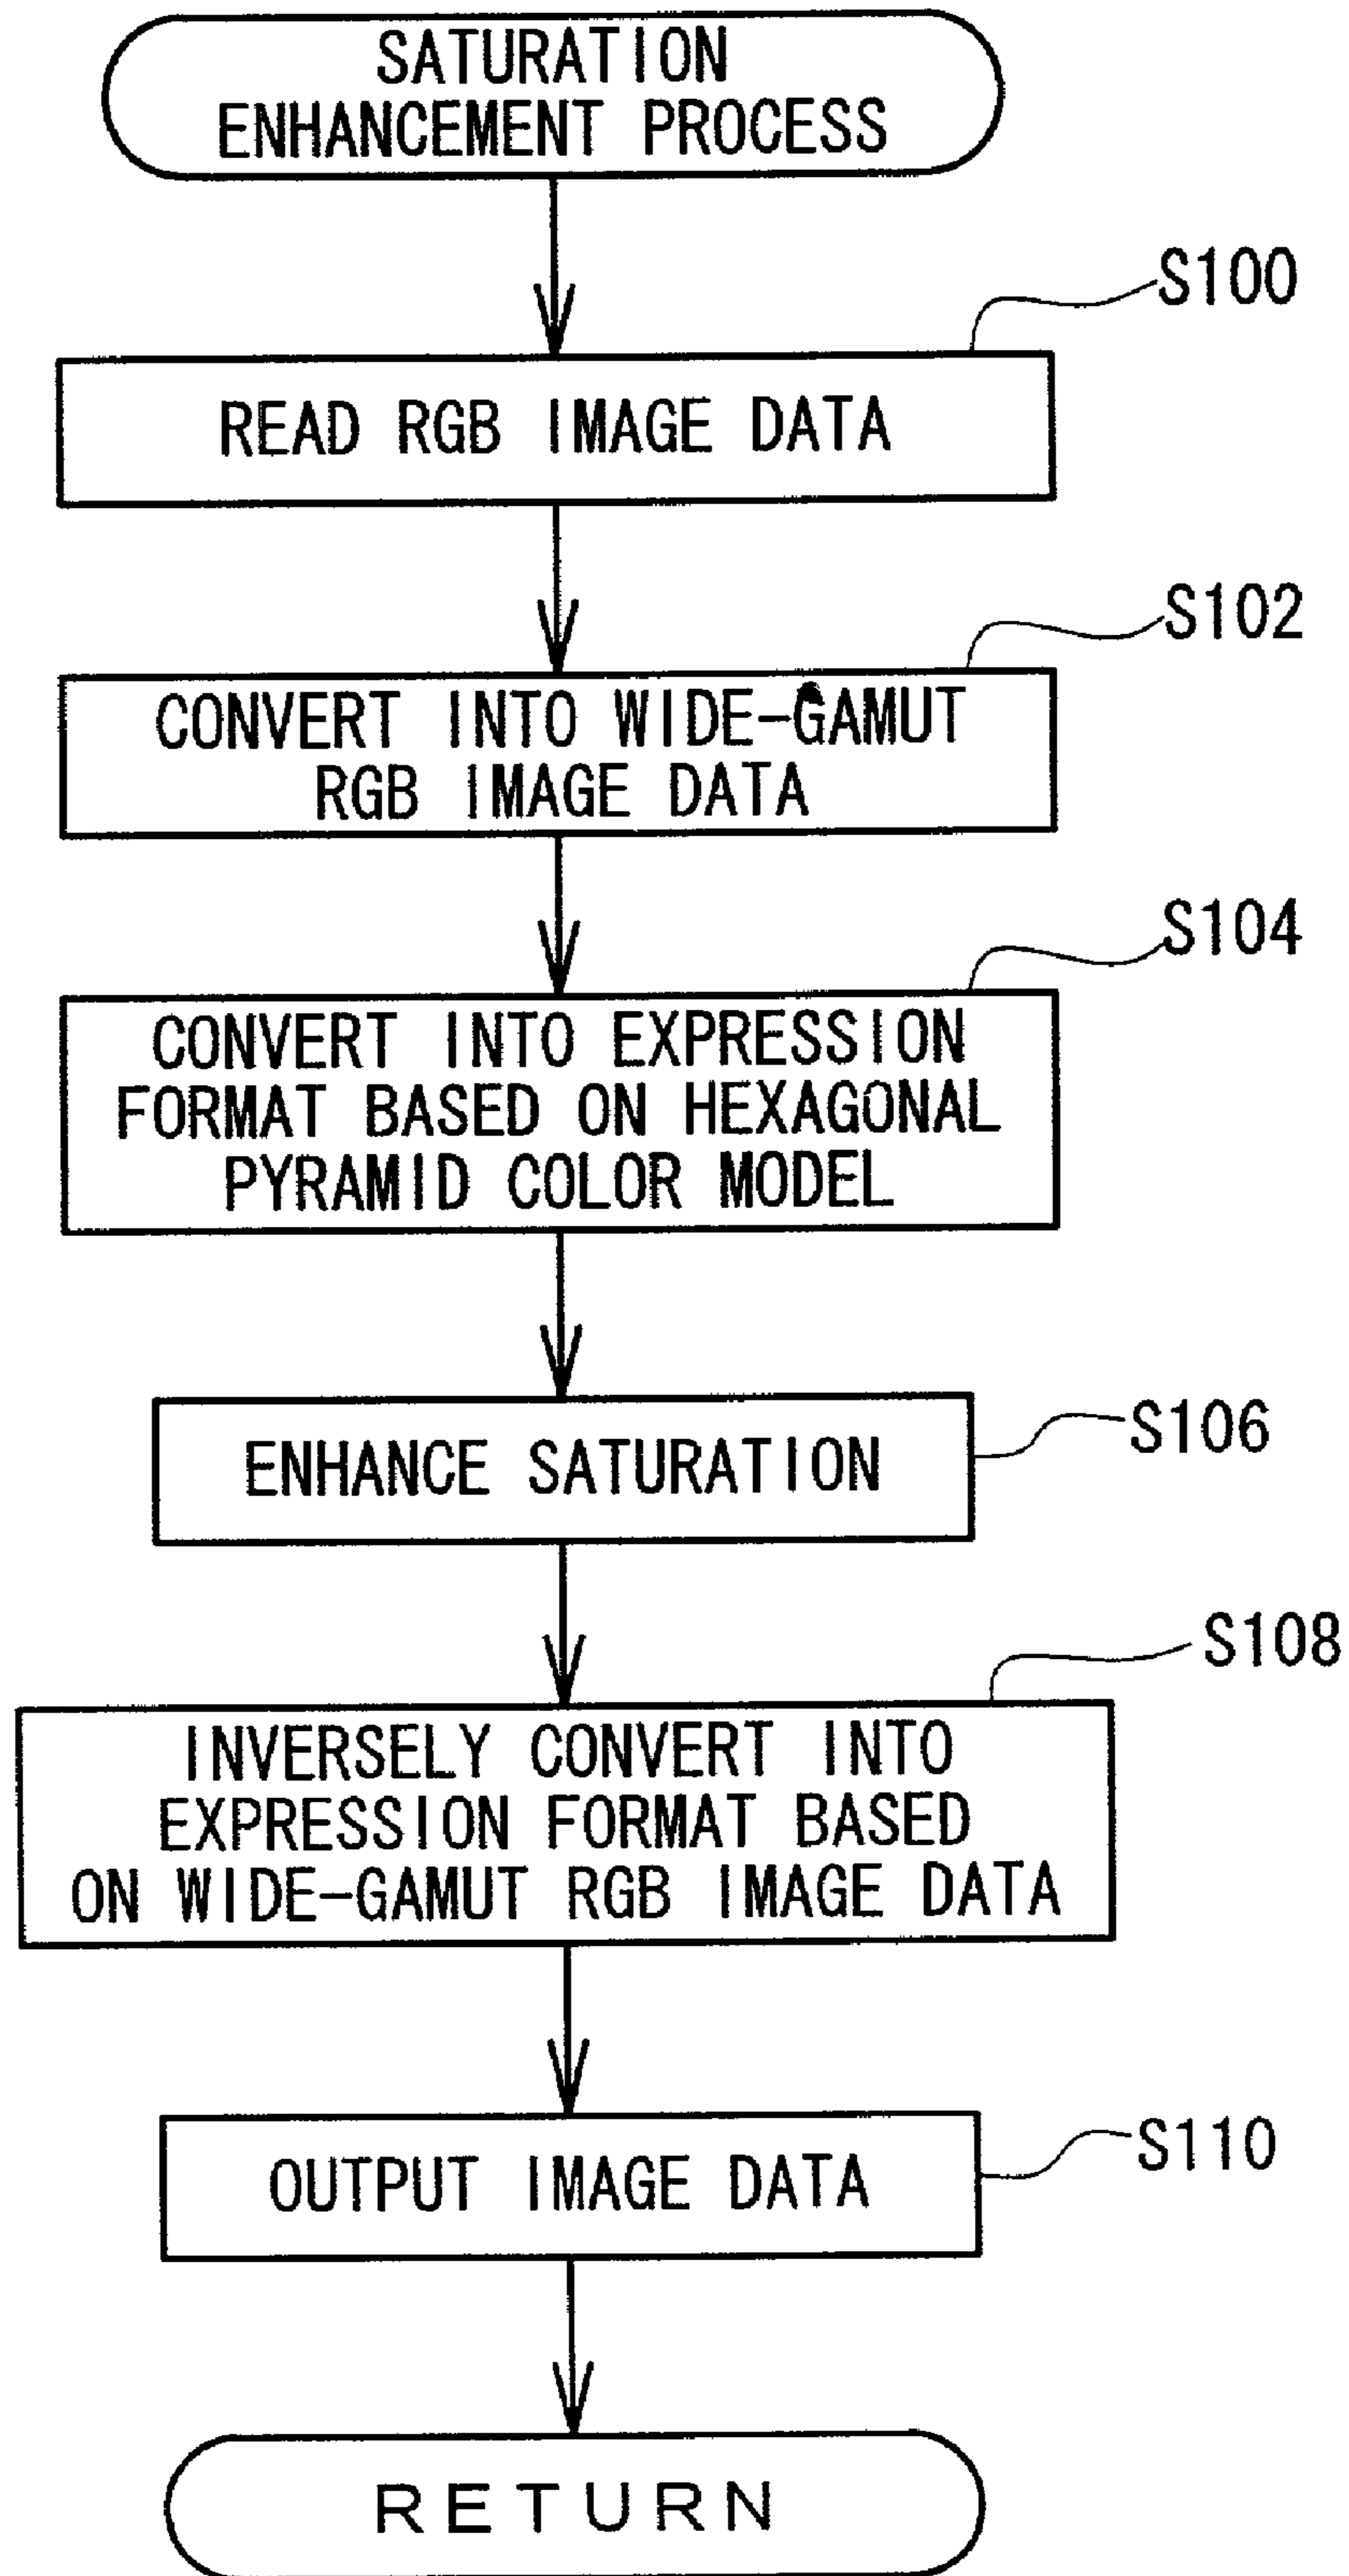 SATURATION
ENHANCEMENT PROCESS
S100
READ RGB IMAGE DATA
S102
CONVERT INTO WIDE-GAMUT
RGB IMAGE DATA
S104
CONVERT INTO EXPRESSION
FORMAT BASED ON HEXAGONAL
PYRAMID COLOR MODEL
S106
ENHANCE SATURATION
S108
INVERSELY CONVERT INTO
EXPRESSION FORMAT BASED
ON WIDE-GAMUT RGB IMAGE DATA
S110
OUTPUT IMAGE DATA
RETURN